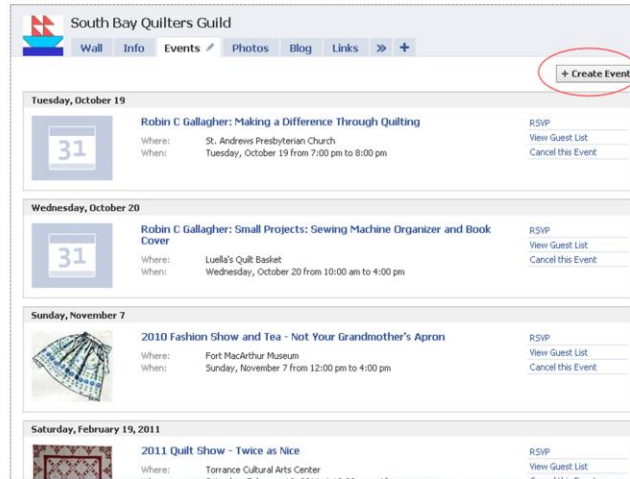 South Bay Quilters Guild
Wall Info Events Photos Blog Links » +
+ Create Event
Tuesday, October 19
31
Robin C Gallagher: Making a Difference Through Quilting
Where: St. Andrews Presbyterian Church
When: Tuesday, October 19 from 7:00 pm to 8:00 pm
RSVP
View Guest List
Cancel this Event
Wednesday, October 20
31
Robin C Gallagher: Small Projects: Sewing Machine Organizer and Book
Cover
Where: Luella's Quilt Basket
When: Wednesday, October 20 from 10:00 am to 4:00 pm
RSVP
View Guest List
Cancel this Event
Sunday, November 7
2010 Fashion Show and Tea - Not Your Grandmother's Apron
Where: Fort MacArthur Museum
When: Sunday, November 7 from 12:00 pm to 4:00 pm
RSVP
View Guest List
Cancel this Event
Saturday, February 19, 2011
2011 Quilt Show - Twice as Nice
Where: Torrance Cultural Arts Center
RSVP
View Guest List